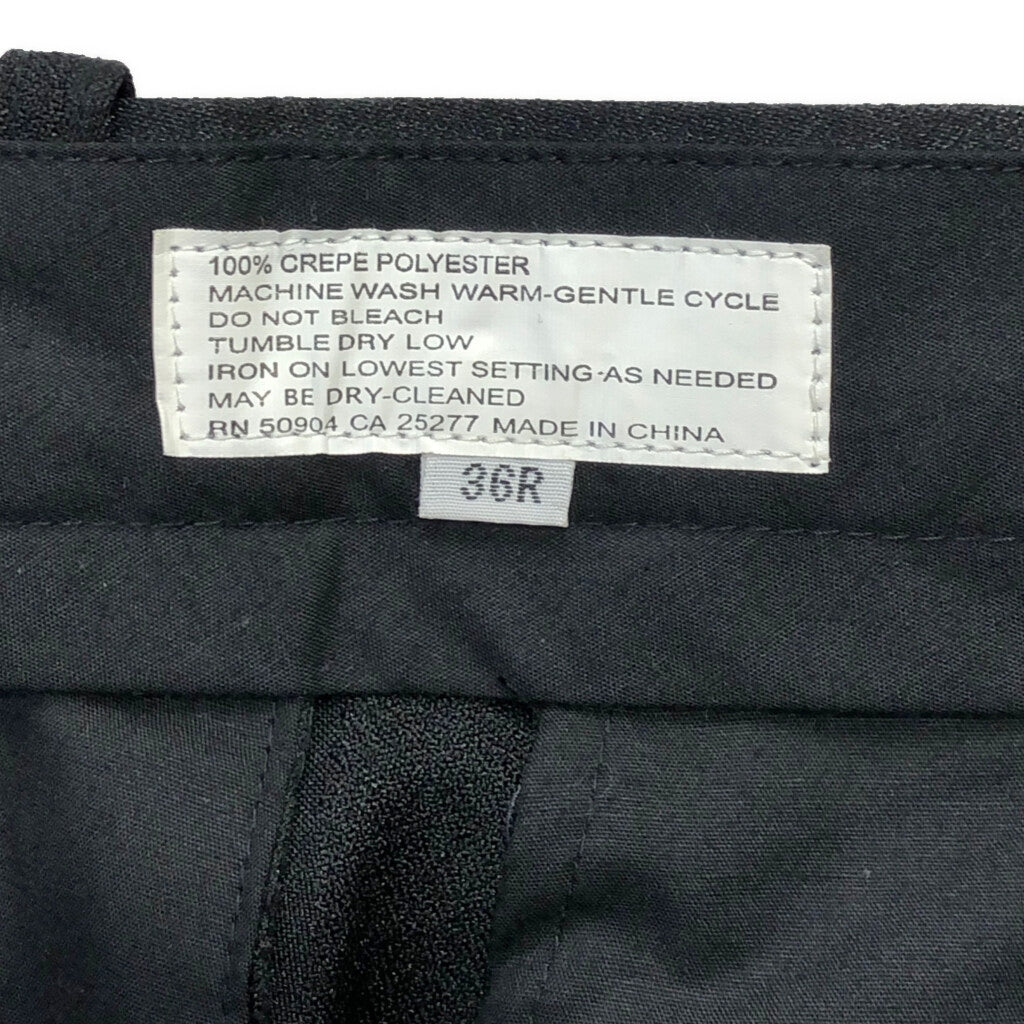 100% CREPE POLYESTER
MACHINE WASH WARM-GENTLE CYCLE
DO NOT BLEACH
TUMBLE DRY LOW
IRON ON LOWEST SETTING-AS NEEDED
MAY BE DRY-CLEANED
RN 50904 CA 25277 MADE IN CHINA
36R